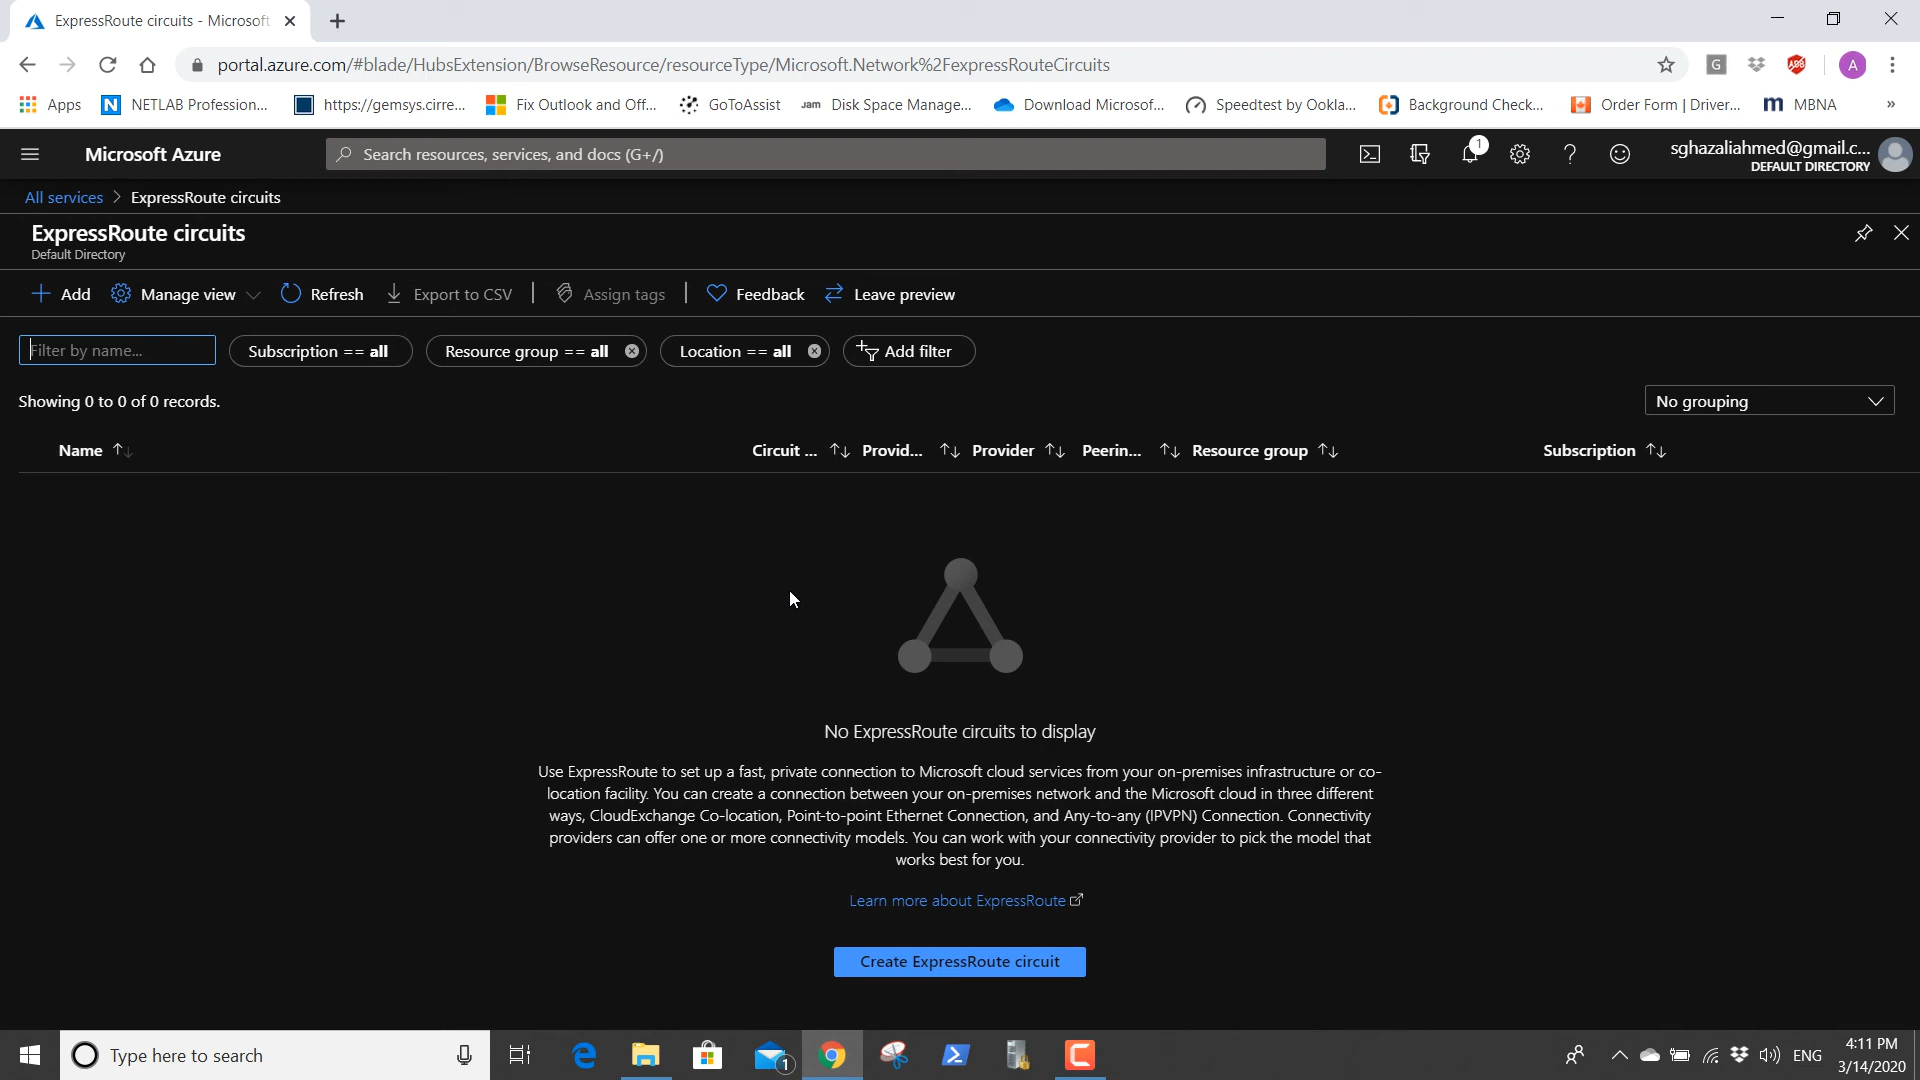 ExpressRoute circuits - Microsoft
portal.azure.com/#blade/HubsExtension/BrowseResource/resourceType/Microsoft.Network%2FexpressRouteCircuits
G
ABP
A
Apps
N NETLAB Profession...
https://gemsys.cirre...
Fix Outlook and Off...
GoToAssist
Jam Disk Space Manage...
Download Microsof...
Speedtest by Ookla...
Background Check...
Order Form | Driver...
m MBNA
»
Microsoft Azure
Search resources, services, and docs (G+/)
1
sghazaliahmed@gmail.c...
DEFAULT DIRECTORY
All services > ExpressRoute circuits
ExpressRoute circuits
Default Directory
Add
Manage view
Refresh
Export to CSV
Assign tags
Feedback
Leave preview
Filter by name...
Subscription == all
Resource group == all
Location == all
Add filter
Showing 0 to 0 of 0 records.
No grouping
Name
Circuit ...
Provid...
Provider
Peerin...
Resource group
Subscription
No ExpressRoute circuits to display
Use ExpressRoute to set up a fast, private connection to Microsoft cloud services from your on-premises infrastructure or co-
location facility. You can create a connection between your on-premises network and the Microsoft cloud in three different
ways, CloudExchange Co-location, Point-to-point Ethernet Connection, and Any-to-any (IPVPN) Connection. Connectivity
providers can offer one or more connectivity models. You can work with your connectivity provider to pick the model that
works best for you.
Learn more about ExpressRoute
Create ExpressRoute circuit
Type here to search
1
ENG
4:11 PM
3/14/2020